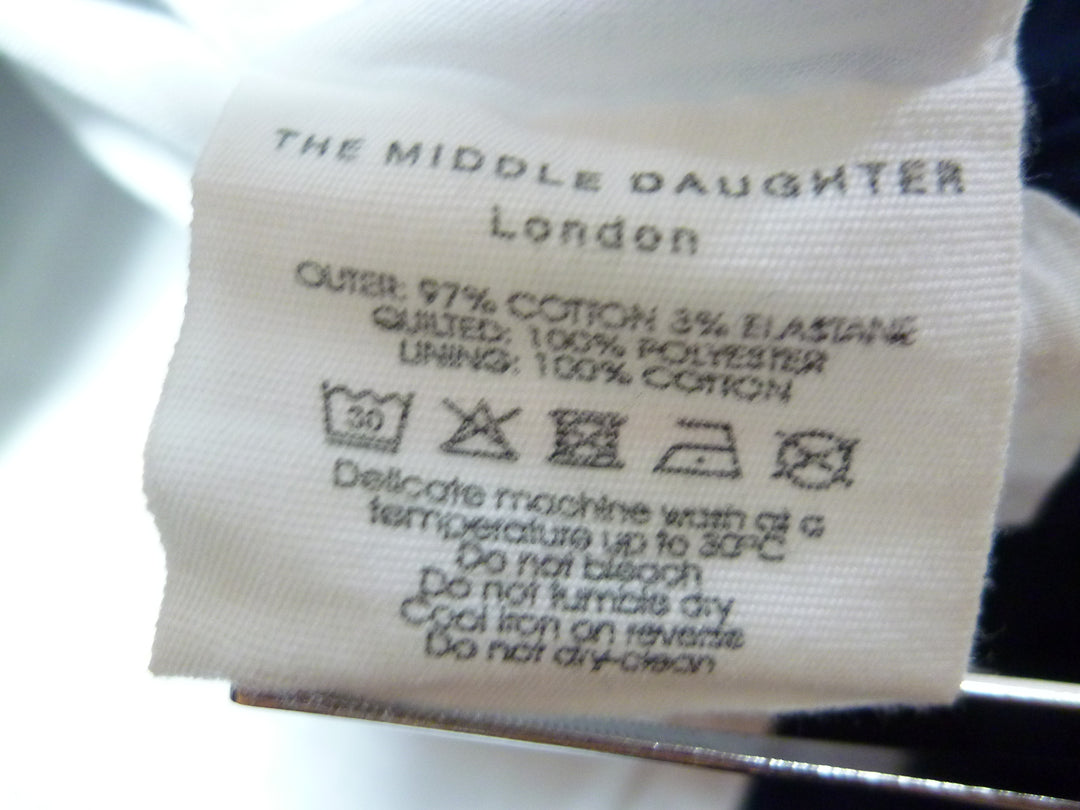 THE MIDDLE DAUGHTER
London
OUTER: 97% COTTON 3% ELASTANE
QUILTED: 100% POLYESTER
LINING: 100% COTTON
30
Delicate machine wash at a
temperature up to 30ºC
Do not bleach
Do not tumble dry
Cool iron on reverse
Do not dry-clean